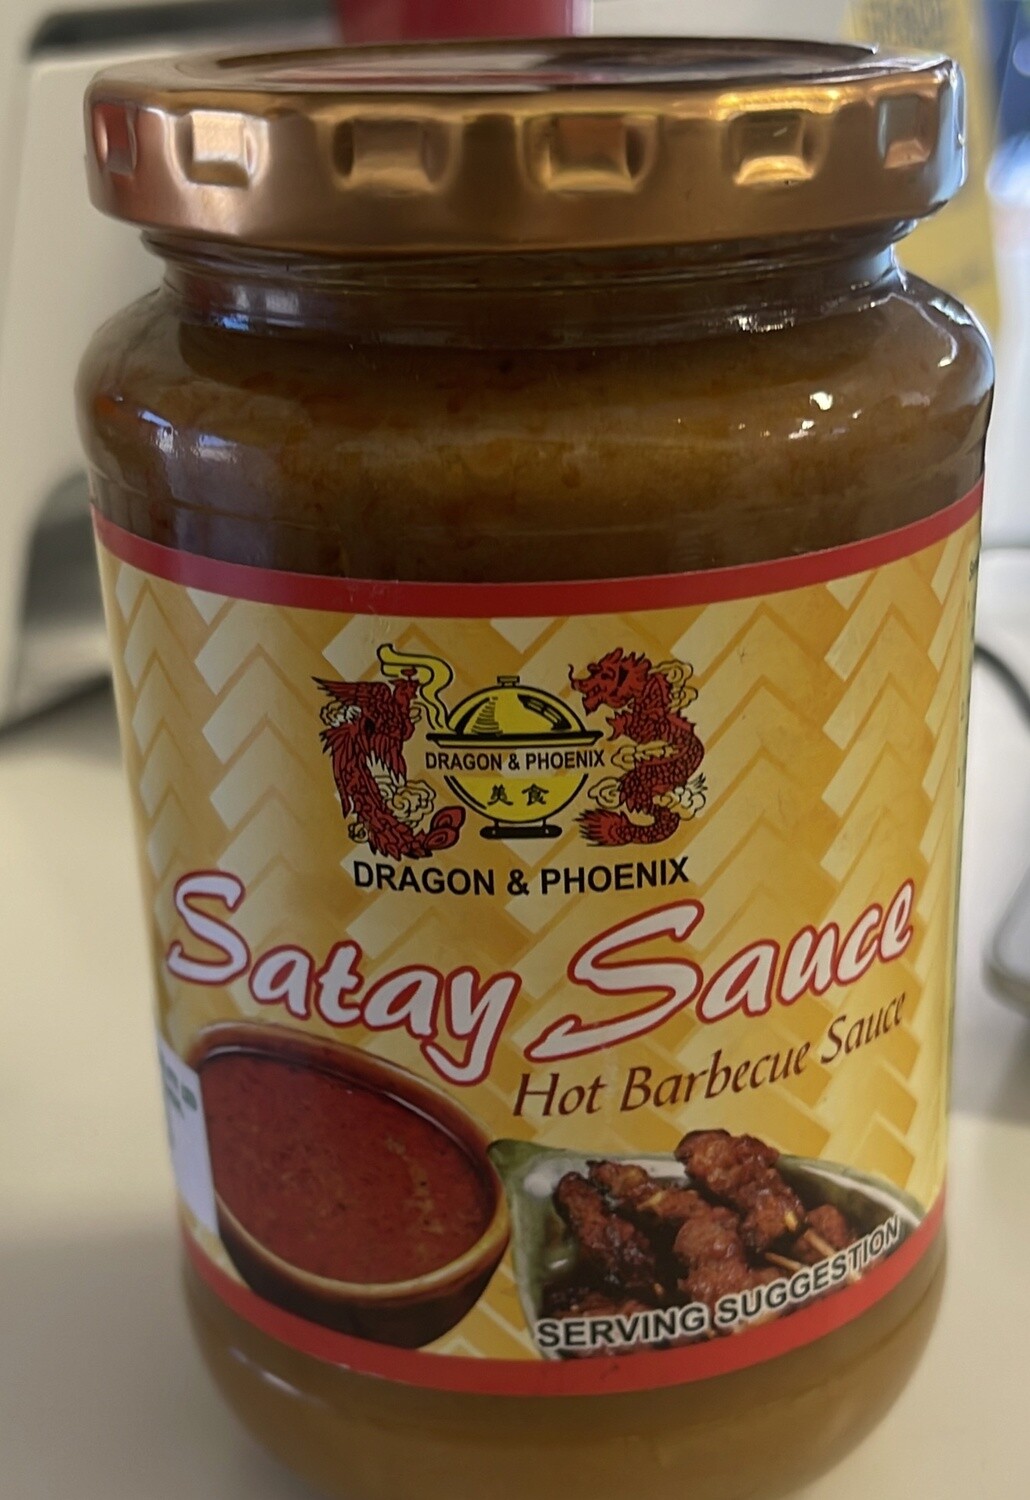 DRAGON & PHOENIX
美食
DRAGON & PHOENIX
Satay Sauce
Hot Barbecue Sauce
SERVING SUGGESTION